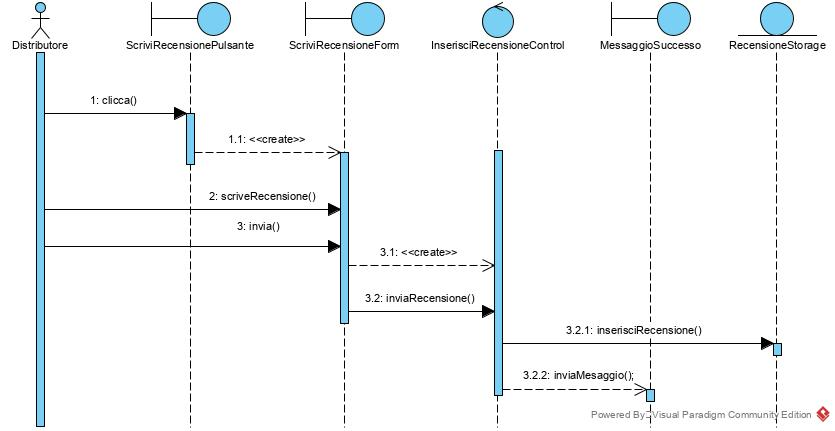 Distributore
ScriviRecensionePulsante
ScriviRecensioneForm
InserisciRecensioneControl
MessaggioSuccesso
RecensioneStorage
1: clicca()
1.1: <<create>>
2: scriveRecensione()
3: invia()
3.1: <<create>>
3.2: inviaRecensione()
3.2.1: inserisciRecensione()
3.2.2: inviaMesaggio();
Powered By Visual Paradigm Community Edition